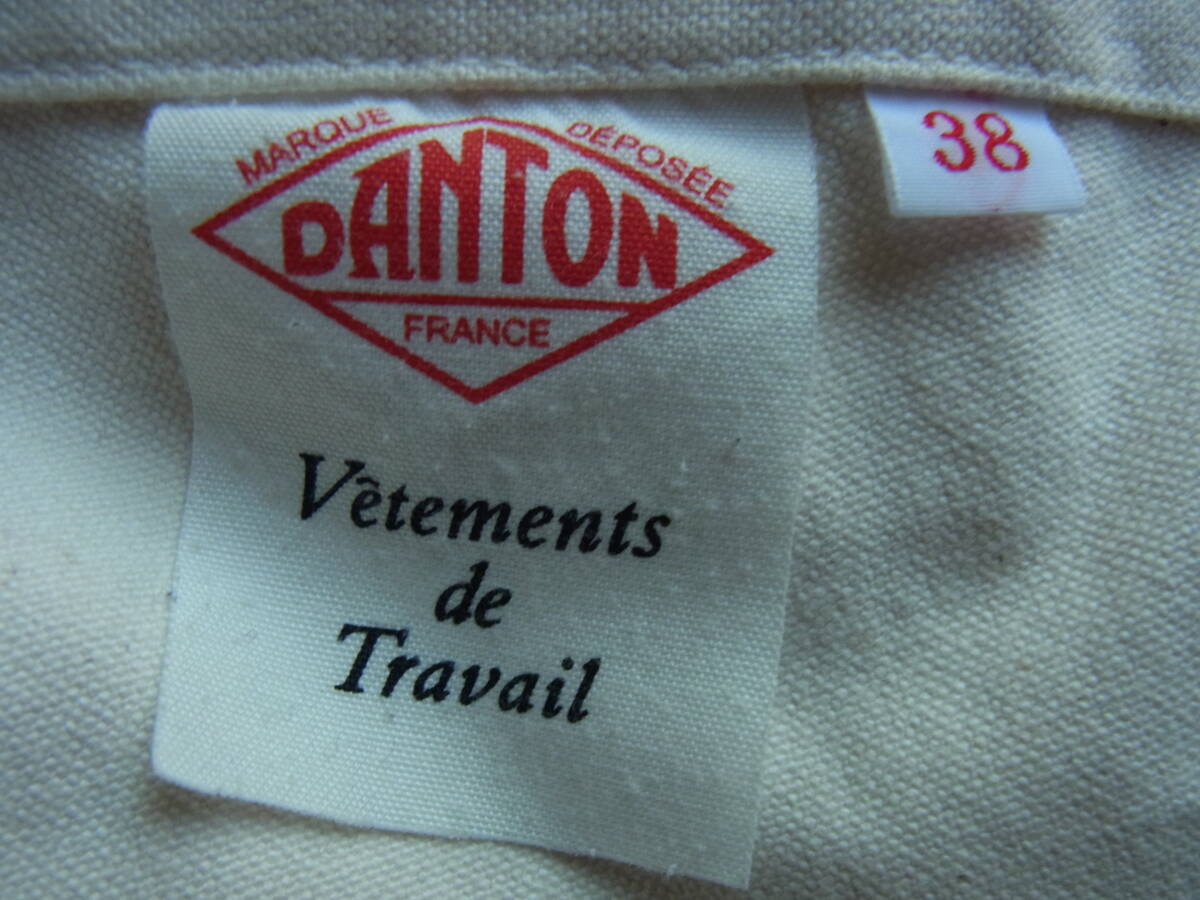 MARQUE DÉPOSÉE
DANTON
FRANCE
Vêtements
de
Travail
38